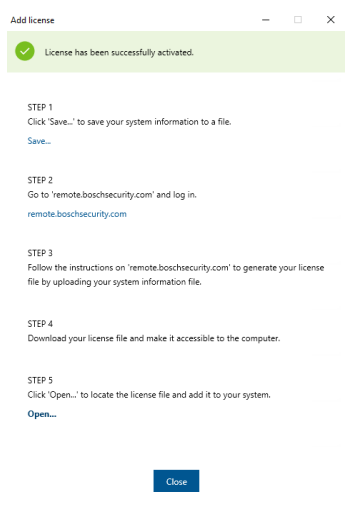 Add license
License has been successfully activated.
STEP 1
Click 'Save...' to save your system information to a file.
Save...
STEP 2
Go to 'remote.boschsecurity.com' and log in.
remote.boschsecurity.com
STEP 3
Follow the instructions on 'remote.boschsecurity.com' to generate your license
file by uploading your system information file.
STEP 4
Download your license file and make it accessible to the computer.
STEP 5
Click 'Open...' to locate the license file and add it to your system.
Open...
Close